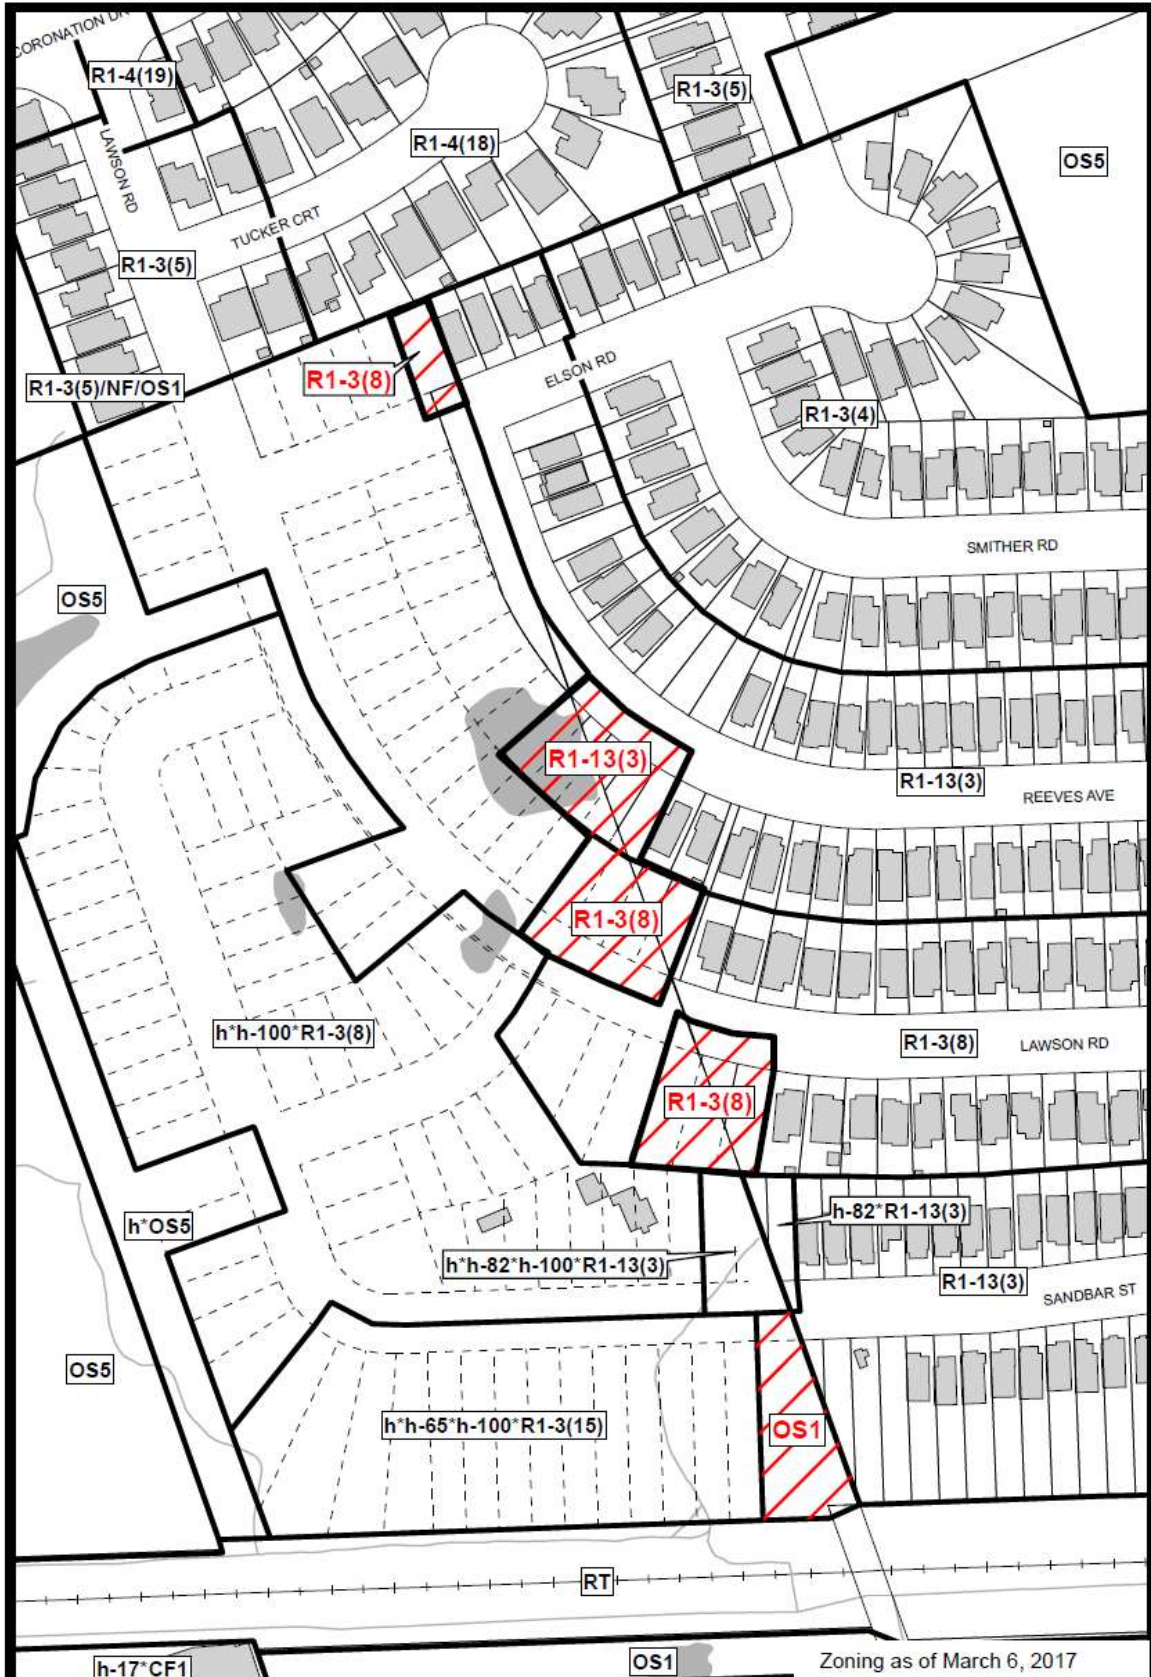 CORONATION DR
R1-4(19)
R1-3(5)
R1-4(18)
LAWSON RD
OS5
TUCKER CRT
R1-3(5)
R1-3(8)
ELSON RD
R1-3(5)/NF/OS1
R1-3(4)
SMITHER RD
OS5
R1-13(3)
R1-13(3)
REEVES AVE
R1-3(8)
h*h-100*R1-3(8)
R1-3(8)
LAWSON RD
R1-3(8)
h-82*R1-13(3)
h*OS5
h*h-82*h-100*R1-13(3)
R1-13(3)
SANDBAR ST
OS5
h*h-65*h-100*R1-3(15)
OS1
RT
OS1
Zoning as of March 6, 2017
h-17*CF1